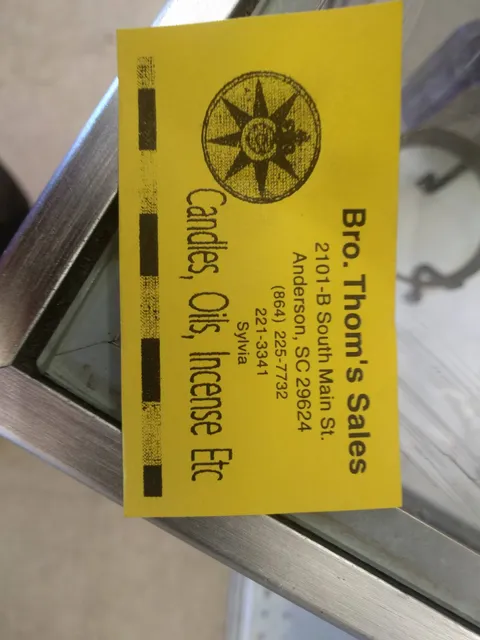 Bro. Thom's Sales
2101-B South Main St.
Anderson, SC 29624
(864) 225-7732
221-3341
Sylvia
Candles, Oils, Incense Etc